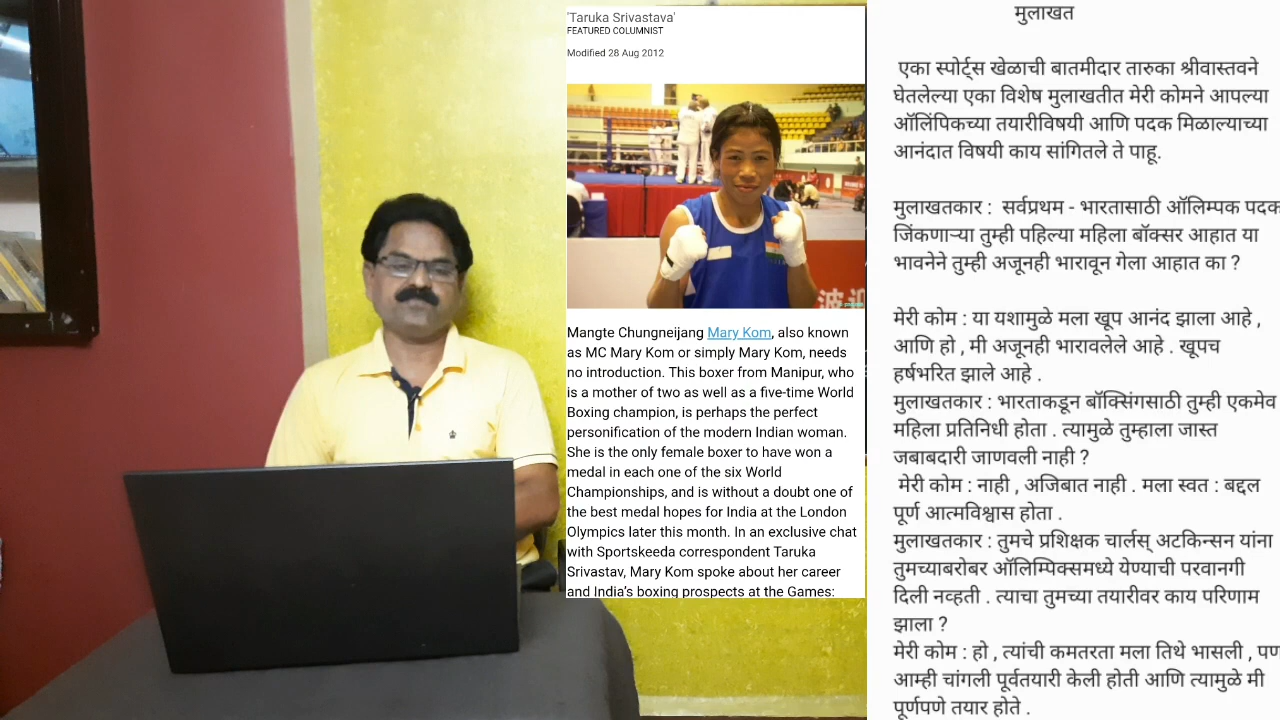 'Taruka Srivastava'
FEATURED COLUMNIST
Modified 28 Aug 2012
Mangte Chungneijang Mary Kom, also known
as MC Mary Kom or simply Mary Kom, needs
no introduction. This boxer from Manipur, who
is a mother of two as well as a five-time World
Boxing champion, is perhaps the perfect
personification of the modern Indian woman.
She is the only female boxer to have won a
medal in each one of the six World
Championships, and is without a doubt one of
the best medal hopes for India at the London
Olympics later this month. In an exclusive chat
with Sportskeeda correspondent Taruka
Srivastav, Mary Kom spoke about her career
and India's boxing prospects at the Games:
मुलाखत
एका स्पोर्ट्स खेळाची बातमीदार तारुका श्रीवास्तवने
घेतलेल्या एका विशेष मुलाखतीत मेरी कोमने आपल्या
ऑलिंपिकच्या तयारीविषयी आणि पदक मिळाल्याच्या
आनंदात विषयी काय सांगितले ते पाहू.
मुलाखतकार : सर्वप्रथम - भारतासाठी ऑलिम्पक पदक
जिंकणाऱ्या तुम्ही पहिल्या महिला बॉक्सर आहात या
भावनेने तुम्ही अजूनही भारावून गेला आहात का ?
मेरी कोम : या यशामुळे मला खूप आनंद झाला आहे ,
आणि हो , मी अजूनही भारावलेले आहे . खूपच
हर्षभरित झाले आहे .
मुलाखतकार : भारताकडून बॉक्सिंगसाठी तुम्ही एकमेव
महिला प्रतिनिधी होता . त्यामुळे तुम्हाला जास्त
जबाबदारी जाणवली नाही ?
मेरी कोम : नाही , अजिबात नाही . मला स्वत : बद्दल
पूर्ण आत्मविश्वास होता .
मुलाखतकार : तुमचे प्रशिक्षक चार्लस् अटकिन्सन यांना
तुमच्याबरोबर ऑलिम्पिक्समध्ये येण्याची परवानगी
दिली नव्हती . त्याचा तुमच्या तयारीवर काय परिणाम
झाला ?
मेरी कोम : हो , त्यांची कमतरता मला तिथे भासली , पण
आम्ही चांगली पूर्वतयारी केली होती आणि त्यामुळे मी
पूर्णपणे तयार होते .